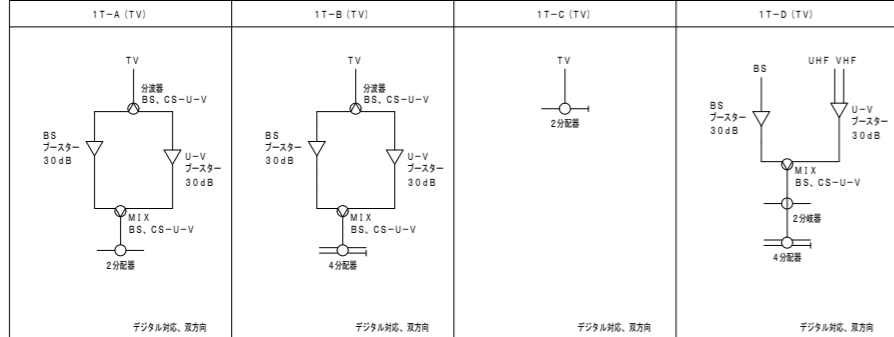 1T-A (TV)
TV
分波器
BS、CS-U-V
BS
ブースター
30dB
U-V
ブースター
30dB
MIX
BS、CS-U-V
2分配器
デジタル対応、双方向
1T-B (TV)
TV
分波器
BS、CS-U-V
BS
ブースター
30dB
U-V
ブースター
30dB
MIX
BS、CS-U-V
4分配器
デジタル対応、双方向
1T-C (TV)
TV
2分配器
デジタル対応、双方向
1T-D (TV)
BS
UHF VHF
BS
ブースター
30dB
U-V
ブースター
30dB
MIX
BS、CS-U-V
2分岐器
4分配器
デジタル対応、双方向